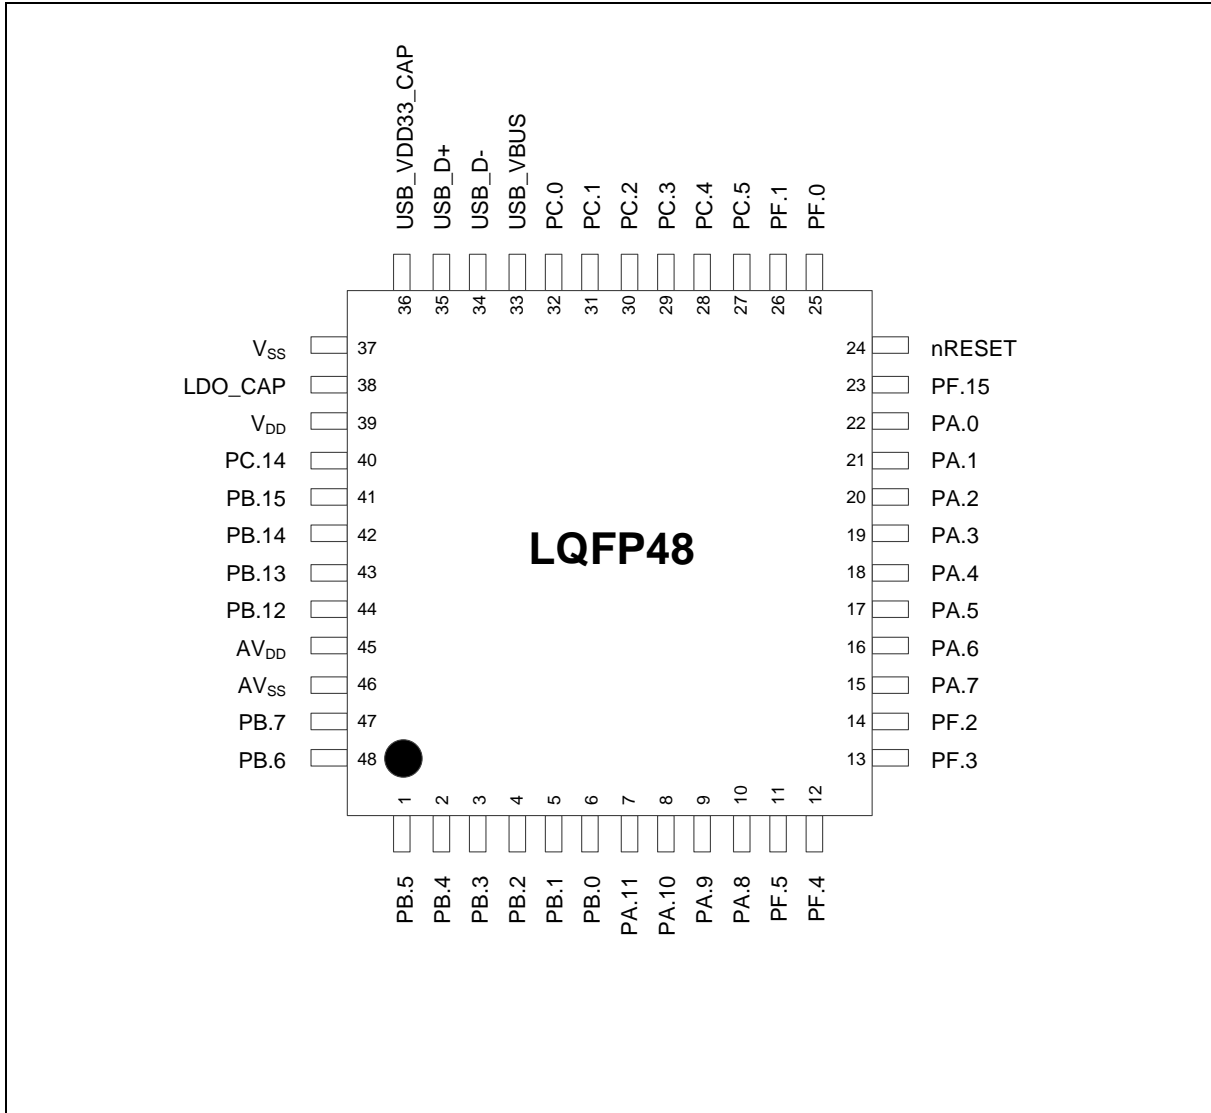 USB_VDD33_CAP
USB_D+
USB_D-
USB_VBUS
PC.0
PC.1
PC.2
PC.3
PC.4
PC.5
PF.1
PF.0
36 35 34 33 32 31 30 29 28 27 26 25
VSS 37
LDO_CAP 38
VDD 39
PC.14 40
PB.15 41
PB.14 42
PB.13 43
PB.12 44
AVDD 45
AVSS 46
PB.7 47
PB.6 48
LQFP48
24 nRESET
23 PF.15
22 PA.0
21 PA.1
20 PA.2
19 PA.3
18 PA.4
17 PA.5
16 PA.6
15 PA.7
14 PF.2
13 PF.3
1 2 3 4 5 6 7 8 9 10 11 12
PB.5
PB.4
PB.3
PB.2
PB.1
PB.0
PA.11
PA.10
PA.9
PA.8
PF.5
PF.4